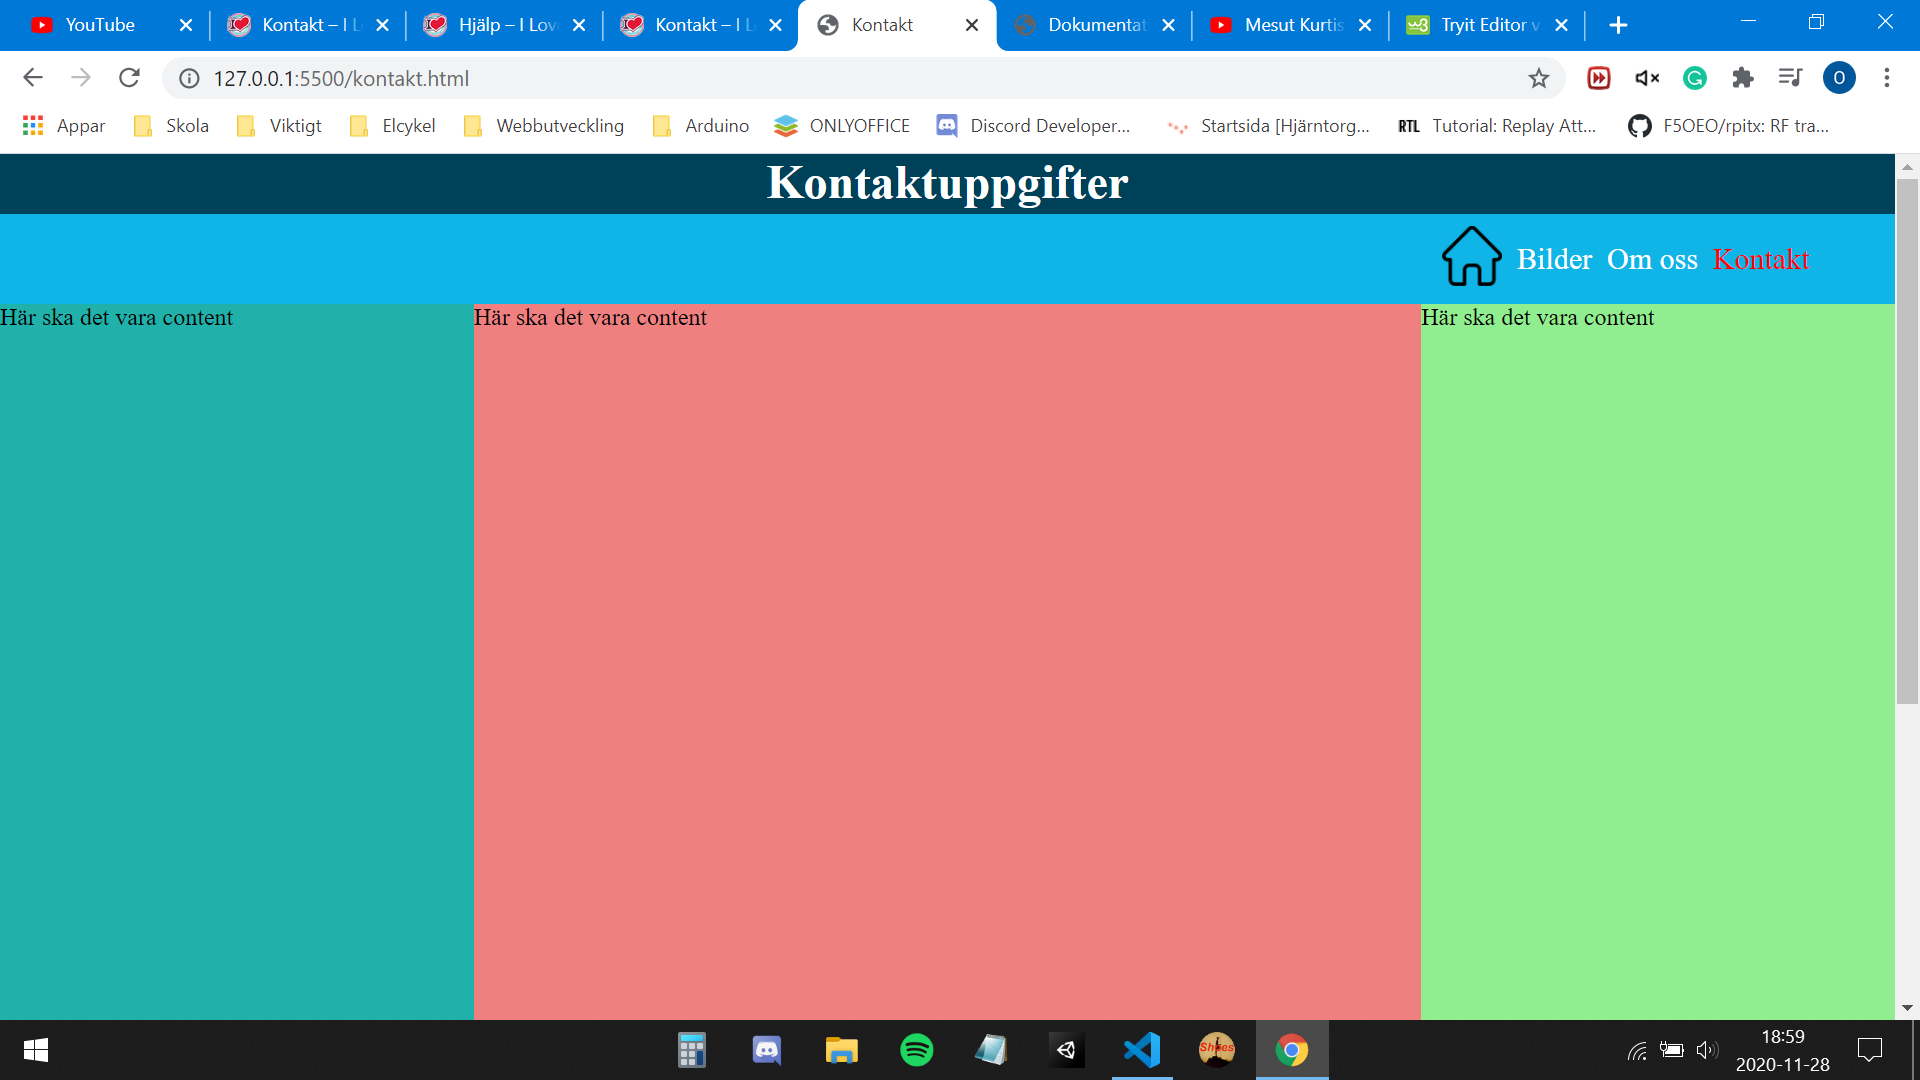 YouTube Kontakt – I L Hjälp – I Lov Kontakt – I L Kontakt Dokumentat Mesut Kurtis Tryit Editor v
127.0.0.1:5500/kontakt.html O
Appar Skola Viktigt Elcykel Webbutveckling Arduino ONLYOFFICE Discord Developer... Startsida [Hjärntorg... RTL Tutorial: Replay Att... F5OEO/rpitx: RF tra...
Kontaktuppgifter
Bilder Om oss Kontakt
Här ska det vara content Här ska det vara content Här ska det vara content
Shoes
18:59
2020-11-28